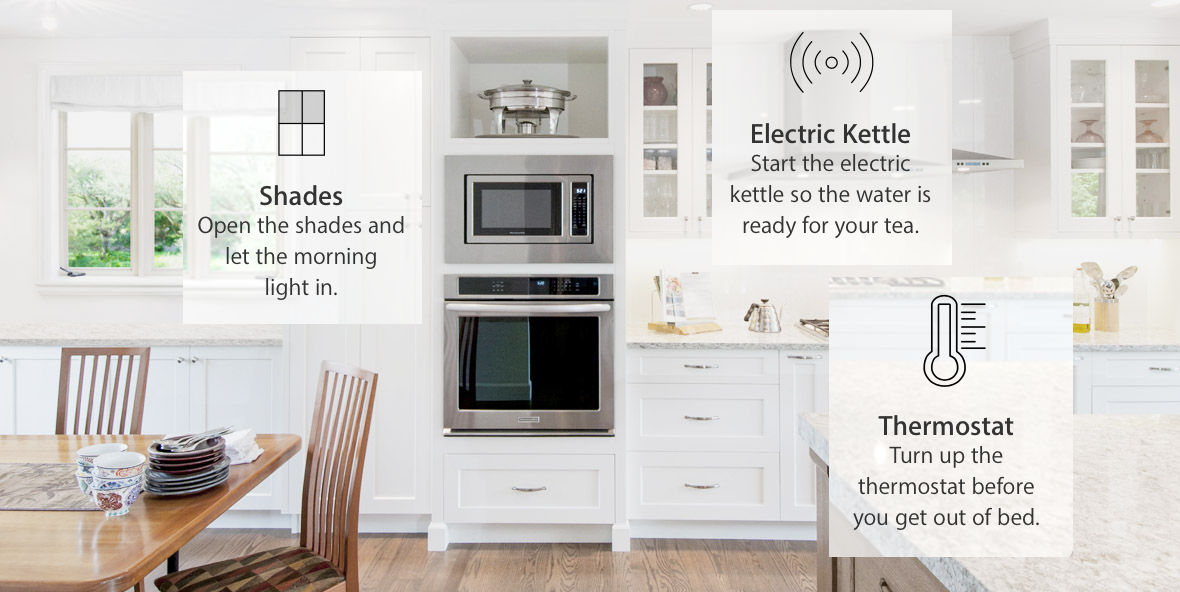 Shades
Open the shades and
let the morning
light in.
Electric Kettle
Start the electric
kettle so the water is
ready for your tea.
Thermostat
Turn up the
thermostat before
you get out of bed.